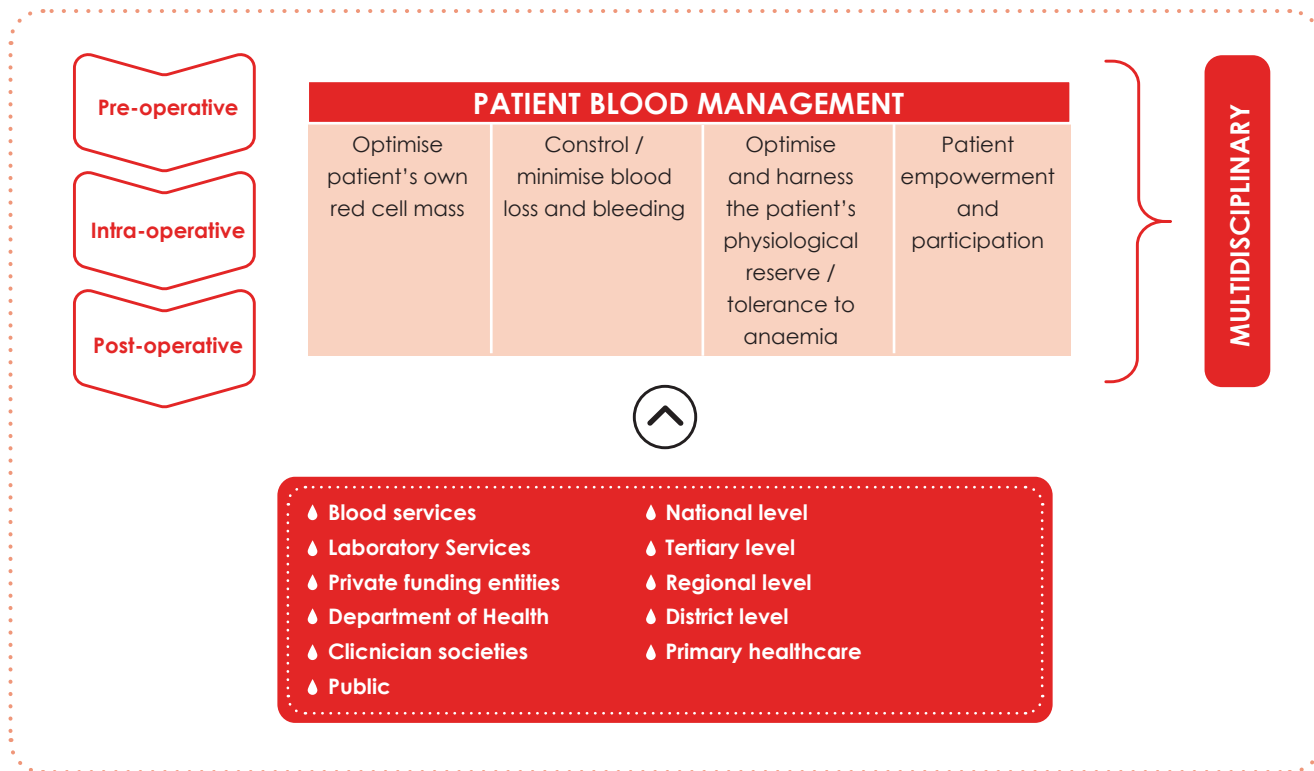 Pre-operative
Intra-operative
Post-operative
PATIENT BLOOD MANAGEMENT
Optimise
patient’s own
red cell mass
Constrol /
minimise blood
loss and bleeding
Optimise
and harness
the patient’s
physiological
reserve /
tolerance to
anaemia
Patient
empowerment
and
participation
MULTIDISCIPLINARY
Blood services
Laboratory Services
Private funding entities
Department of Health
Clicnician societies
Public
National level
Tertiary level
Regional level
District level
Primary healthcare